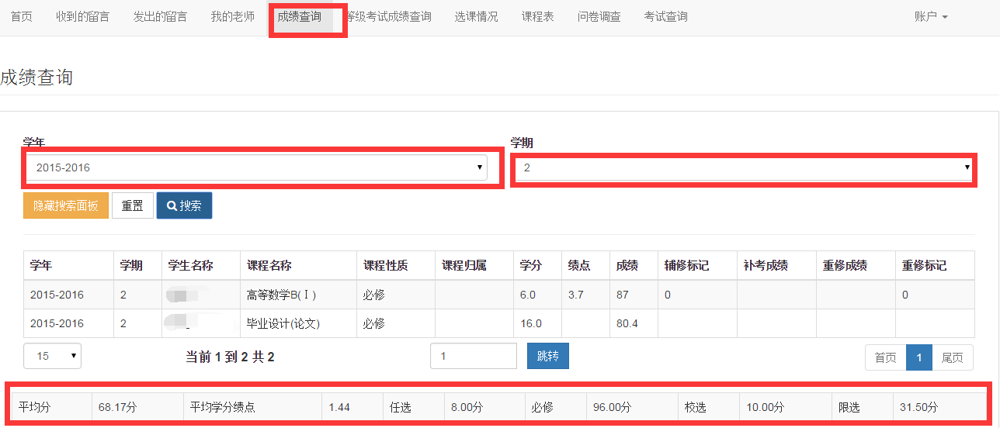 首页 收到的留言 发出的留言 我的老师 成绩查询 等级考试成绩查询 选课情况 课程表 问卷调查 考试查询 账户
成绩查询
学年 学期
2015-2016 2
隐藏搜索面板 重置 搜索
学年 学期 学生名称 课程名称 课程性质 课程归属 学分 绩点 成绩 辅修标记 补考成绩 重修成绩 重修标记
2015-2016 2 高等数学B(Ⅰ) 必修 6.0 3.7 87 0 0
2015-2016 2 毕业设计(论文) 必修 16.0 80.4
15 当前 1 到 2 共 2 1 跳转 首页 1 尾页
平均分 68.17分 平均学分绩点 1.44 任选 8.00分 必修 96.00分 校选 10.00分 限选 31.50分